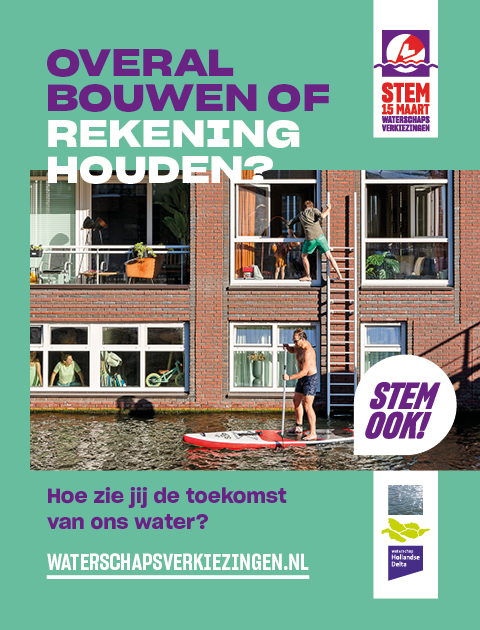 OVERAL
BOUWEN OF
REKENING
HOUDEN?
STEM
15 MAART
WATERSCHAPS
VERKIEZINGEN
STEM
OOK!
Hoe zie jij de toekomst
van ons water?
WATERSCHAPSVERKIEZINGEN.NL
waterschap
Hollandse
Delta